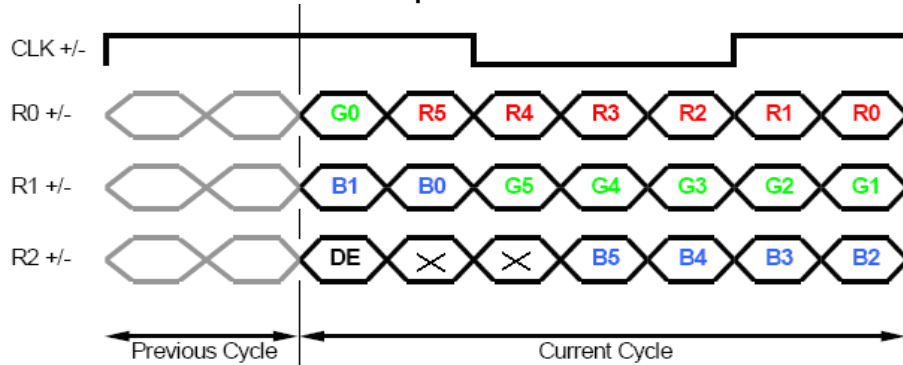 CLK +/-
R0 +/- G0 R5 R4 R3 R2 R1 R0
R1 +/- B1 B0 G5 G4 G3 G2 G1
R2 +/- DE B5 B4 B3 B2
Previous Cycle Current Cycle